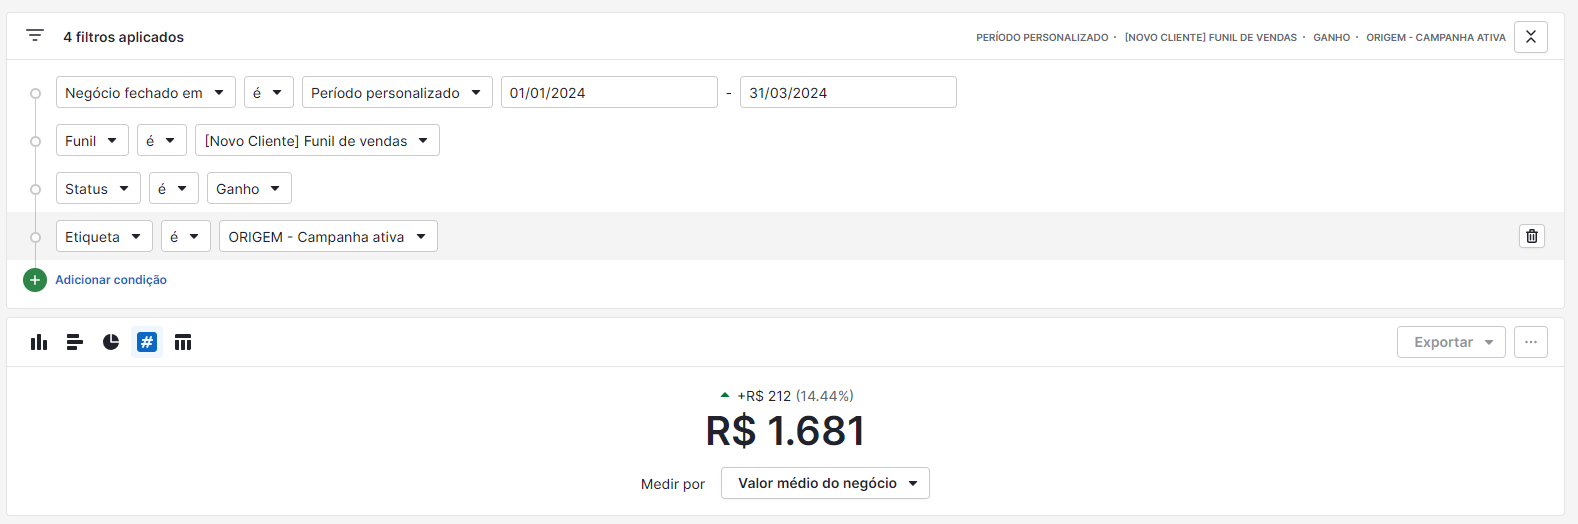 4 filtros aplicados PERÍODO PERSONALIZADO · [NOVO CLIENTE] FUNIL DE VENDAS · GANHO · ORIGEM - CAMPANHA ATIVA
Negócio fechado em é Período personalizado 01/01/2024 - 31/03/2024
Funil é [Novo Cliente] Funil de vendas
Status é Ganho
Etiqueta é ORIGEM - Campanha ativa
+ Adicionar condição
# Exportar ...
+R$ 212 (14.44%)
R$ 1.681
Medir por Valor médio do negócio